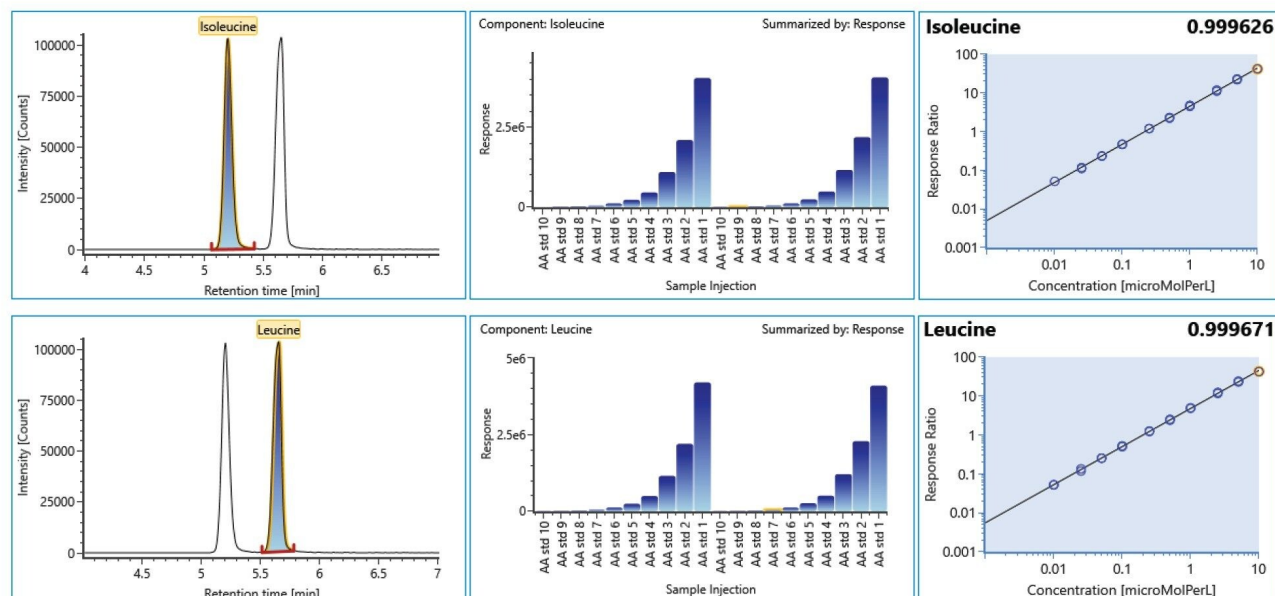 Isoleucine
Intensity [Counts]
100000
75000
50000
25000
0
4 4.5 5 5.5 6 6.5
Retention time [min]
Component: Isoleucine Summarized by: Response
Response
2.5e6
0
AA std 10 AA std 9 AA std 8 AA std 7 AA std 6 AA std 5 AA std 4 AA std 3 AA std 2 AA std 1 AA std 10 AA std 9 AA std 8 AA std 7 AA std 6 AA std 5 AA std 4 AA std 3 AA std 2 AA std 1
Sample Injection
Isoleucine 0.999626
Response Ratio
100
10
1
0.1
0.01
0.001
0.01 0.1 1 10
Concentration [microMolPerL]
Leucine
Intensity [Counts]
100000
75000
50000
25000
0
4.5 5 5.5 6 6.5 7
Retention time [min]
Component: Leucine Summarized by: Response
Response
5e6
2.5e6
0
AA std 10 AA std 9 AA std 8 AA std 7 AA std 6 AA std 5 AA std 4 AA std 3 AA std 2 AA std 1 AA std 10 AA std 9 AA std 8 AA std 7 AA std 6 AA std 5 AA std 4 AA std 3 AA std 2 AA std 1
Sample Injection
Leucine 0.999671
Response Ratio
100
10
1
0.1
0.01
0.001
0.01 0.1 1 10
Concentration [microMolPerL]